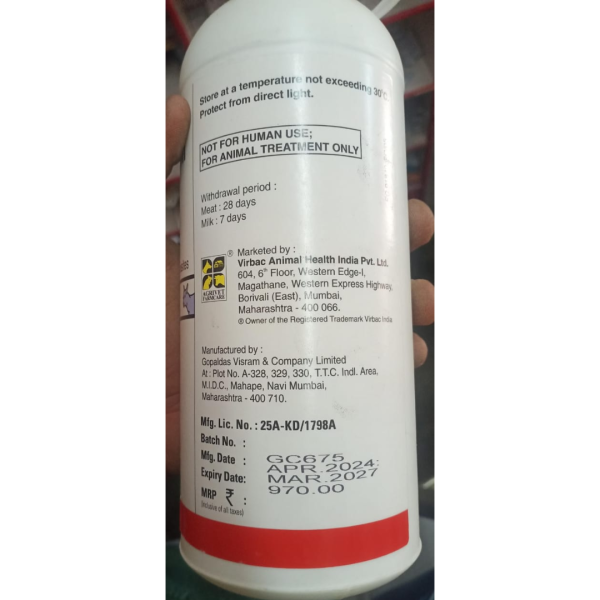 Store at a temperature not exceeding 30°C
Protect from direct light.
NOT FOR HUMAN USE;
FOR ANIMAL TREATMENT ONLY
Withdrawal period :
Meat : 28 days
Milk : 7 days
® Marketed by :
Virbac Animal Health India Pvt. Ltd.
604, 6th Floor, Western Edge-I,
Magathane, Western Express Highway,
Borivali (East), Mumbai,
Maharashtra - 400 066.
® Owner of the Registered Trademark Virbac India
AGRIVET
FARM CARE
Manufactured by :
Gopaldas Visram & Company Limited
At : Plot No. A-328, 329, 330, T.T.C. Indl. Area,
M.I.D.C., Mahape, Navi Mumbai,
Maharashtra - 400 710.
Mfg. Lic. No. : 25A-KD/1798A
Batch No. : GC675
Mfg. Date : APR.2024
Expiry Date: MAR.2027
MRP ₹ : 970.00
(Inclusive of all taxes)